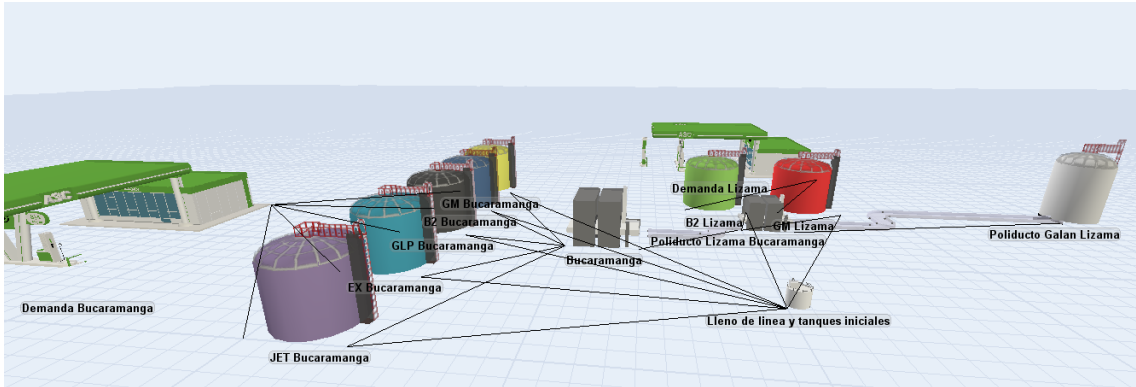 Demanda Lizama
GM Bucaramanga
B2 Bucaramanga
B2 Lizama
GM Lizama
Poliducto Galan Lizama
GLP Bucaramanga
Poliducto Lizama Bucaramanga
Bucaramanga
EX Bucaramanga
Demanda Bucaramanga
Lleno de linea y tanques iniciales
JET Bucaramanga